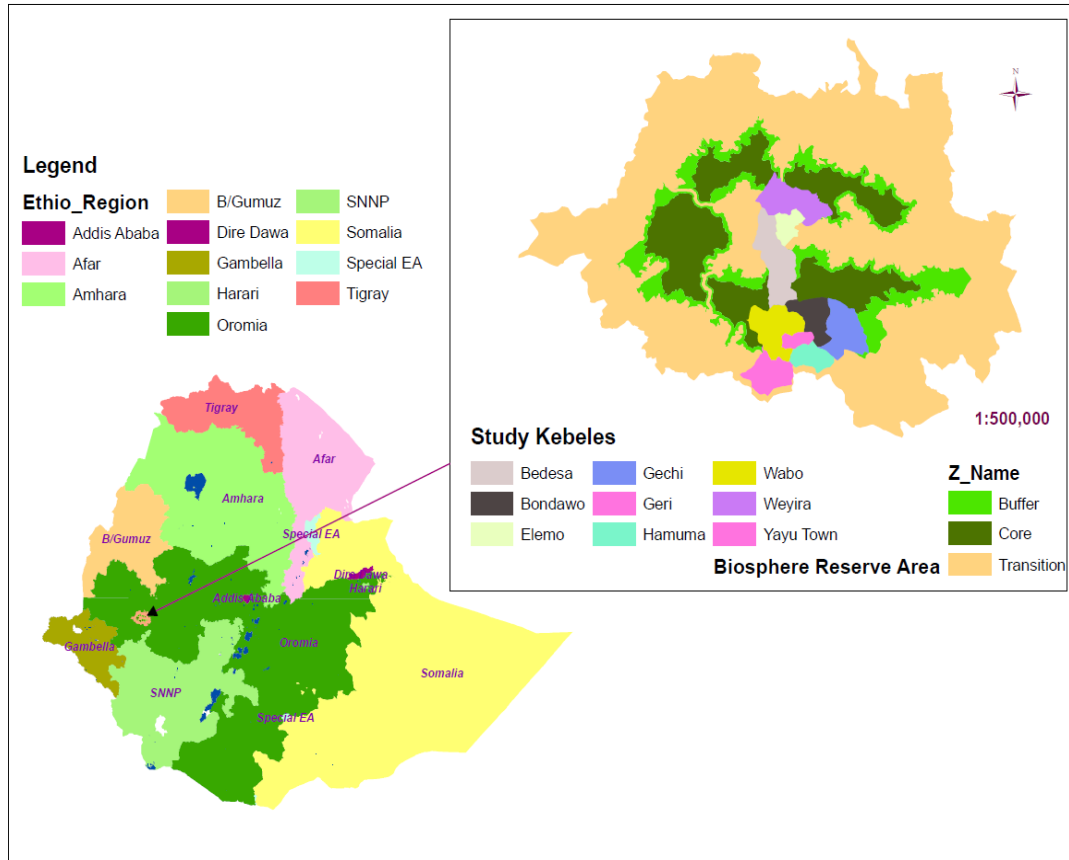 Legend
Ethio_Region
Addis Ababa
Afar
Amhara
B/Gumuz
Dire Dawa
Gambella
Harari
Oromia
SNNP
Somalia
Special EA
Tigray
Tigray
Afar
Amhara
B/Gumuz
Special EA
Dire Dawa
Harari
Addis Ababa
Gambella
Oromia
Somalia
SNNP
Special EA
N
1:500,000
Study Kebeles
Bedesa
Bondawo
Elemo
Gechi
Geri
Hamuma
Wabo
Weyira
Yayu Town
Biosphere Reserve Area
Z_Name
Buffer
Core
Transition